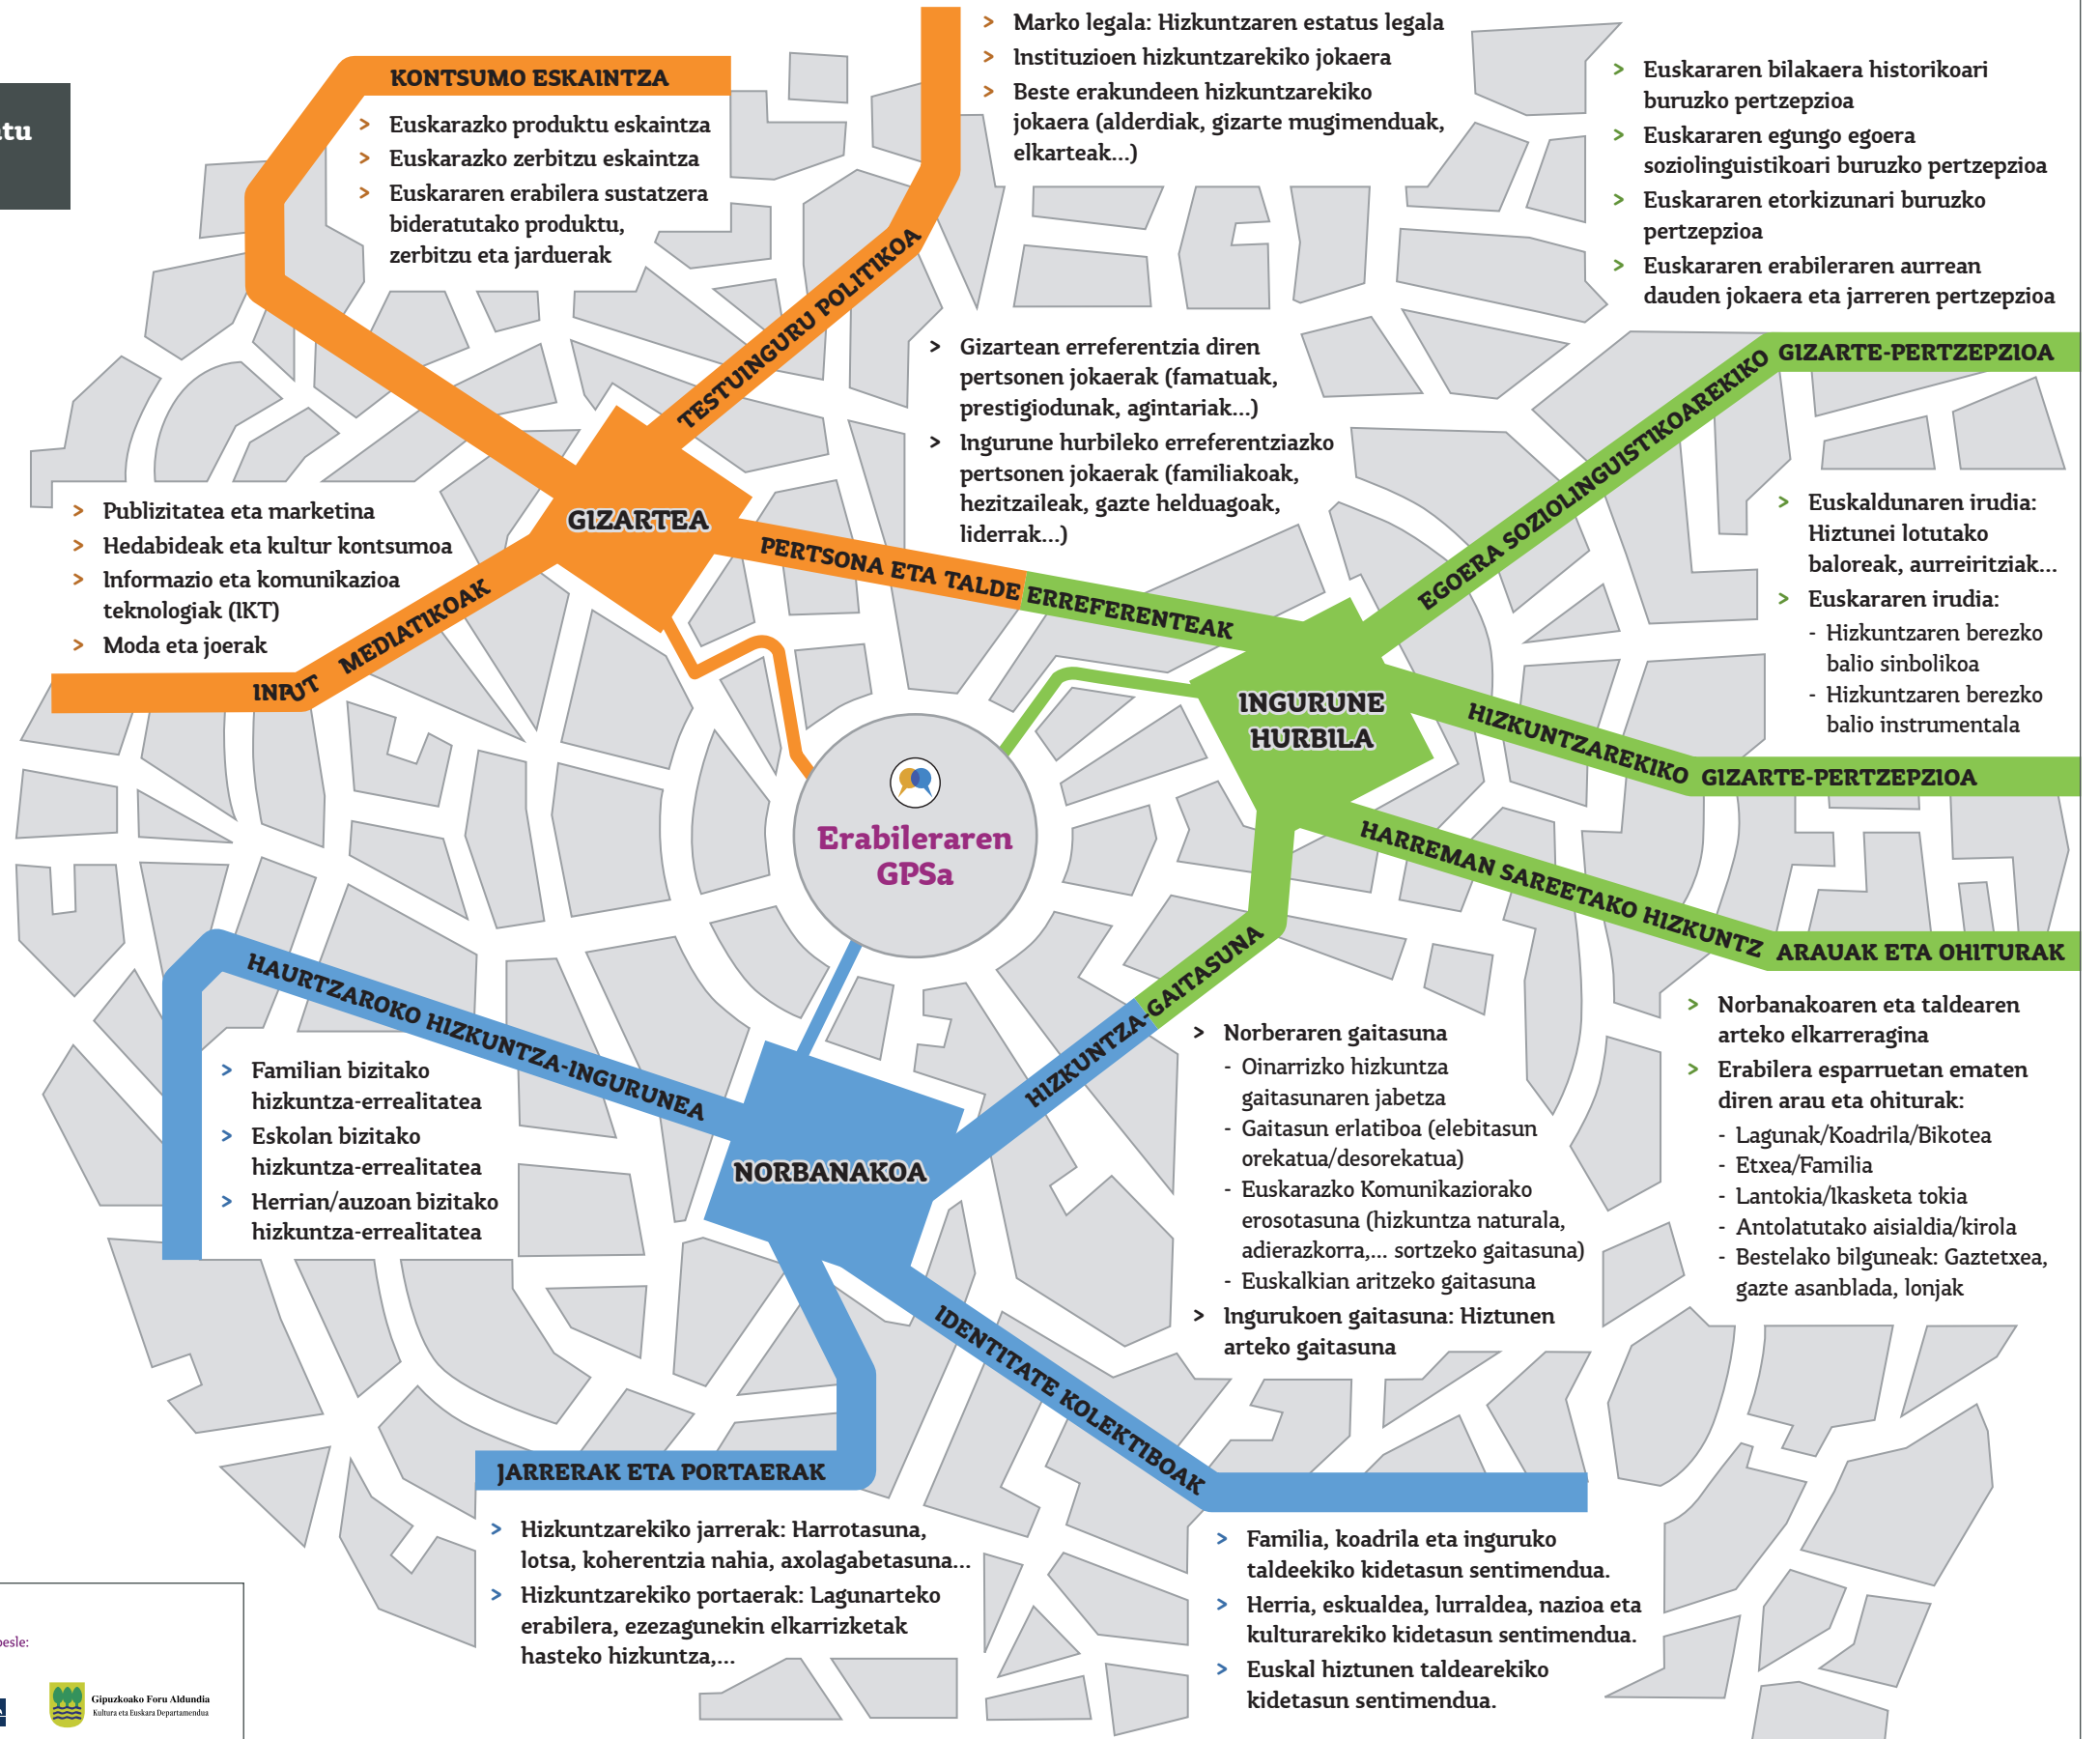 KONTSUMO ESKAINTZA
> Euskarazko produktu eskaintza
> Euskarazko zerbitzu eskaintza
> Euskararen erabilera sustatzera
bideratutako produktu,
zerbitzu eta jarduerak
TESTUINGURU POLITIKOA
> Marko legala: Hizkuntzaren estatus legala
> Instituzioen hizkuntzarekiko jokaera
> Beste erakundeen hizkuntzarekiko
jokaera (alderdiak, gizarte mugimenduak,
elkarteak...)
> Euskararen bilakaera historikoari
buruzko pertzepzioa
> Euskararen egungo egoera
soziolinguistikoari buruzko pertzepzioa
> Euskararen etorkizunari buruzko
pertzepzioa
> Euskararen erabileraren aurrean
dauden jokaera eta jarreren pertzepzioa
EGOERA SOZIOLINGUISTIKOAREKIKO GIZARTE-PERTZEPZIOA
> Gizartean erreferentzia diren
pertsonen jokaerak (famatuak,
prestigiodunak, agintariak...)
> Ingurune hurbileko erreferentziazko
pertsonen jokaerak (familiakoak,
hezitzaileak, gazte helduagoak,
liderrak...)
GIZARTEA
PERTSONA ETA TALDE ERREFERENTEAK
> Publizitatea eta marketina
> Hedabideak eta kultur kontsumoa
> Informazio eta komunikazioa
teknologiak (IKT)
> Moda eta joerak
INPUT MEDIATIKOAK
> Euskaldunaren irudia:
Hiztunei lotutako
baloreak, aurreiritziak...
> Euskararen irudia:
- Hizkuntzaren berezko
balio sinbolikoa
- Hizkuntzaren berezko
balio instrumentala
INGURUNE
HURBILA
HIZKUNTZAREKIKO GIZARTE-PERTZEPZIOA
Erabileraren
GPSa
HARREMAN SAREETAKO HIZKUNTZ ARAUAK ETA OHITURAK
> Norbanakoaren eta taldearen
arteko elkarreragina
> Erabilera esparruetan ematen
diren arau eta ohiturak:
- Lagunak/Koadrila/Bikotea
- Etxea/Familia
- Lantokia/Ikasketa tokia
- Antolatutako aisialdia/kirola
- Bestelako bilguneak: Gaztetxea,
gazte asanblada, lonjak
HAURTZAROKO HIZKUNTZA-INGURUNEA
> Familian bizitako
hizkuntza-errealitatea
> Eskolan bizitako
hizkuntza-errealitatea
> Herrian/auzoan bizitako
hizkuntza-errealitatea
HIZKUNTZA-GAITASUNA
> Norberaren gaitasuna
- Oinarrizko hizkuntza
gaitasunaren jabetza
- Gaitasun erlatiboa (elebitasun
orekatua/desorekatua)
- Euskarazko Komunikaziorako
erosotasuna (hizkuntza naturala,
adierazkorra,... sortzeko gaitasuna)
- Euskalkian aritzeko gaitasuna
> Ingurukoen gaitasuna: Hiztunen
arteko gaitasuna
NORBANAKOA
JARRERAK ETA PORTAERAK
> Hizkuntzarekiko jarrerak: Harrotasuna,
lotsa, koherentzia nahia, axolagabetasuna...
> Hizkuntzarekiko portaerak: Lagunarteko
erabilera, ezezagunekin elkarrizketak
hasteko hizkuntza,...
IDENTITATE KOLEKTIBOAK
> Familia, koadrila eta inguruko
taldeekiko kidetasun sentimendua.
> Herria, eskualdea, lurraldea, nazioa eta
kulturarekiko kidetasun sentimendua.
> Euskal hiztunen taldearekiko
kidetasun sentimendua.
Gipuzkoako Foru Aldundia
Kultura eta Euskara Departamendua